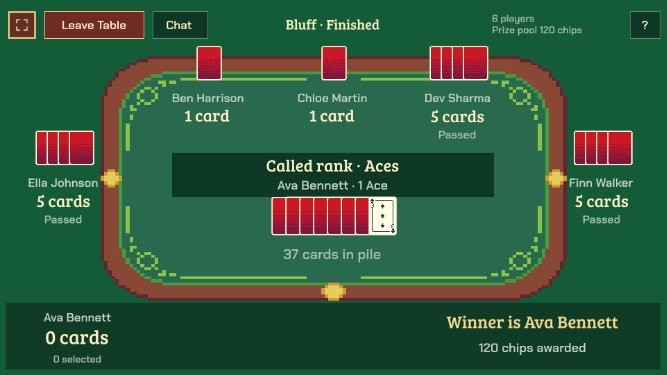 Leave Table
Chat
Bluff · Finished
6 players
Prize pool 120 chips
?
Ben Harrison
1 card
Chloe Martin
1 card
Dev Sharma
5 cards
Passed
Ella Johnson
5 cards
Passed
Finn Walker
5 cards
Passed
Called rank · Aces
Ava Bennett · 1 Ace
37 cards in pile
Ava Bennett
0 cards
0 selected
Winner is Ava Bennett
120 chips awarded